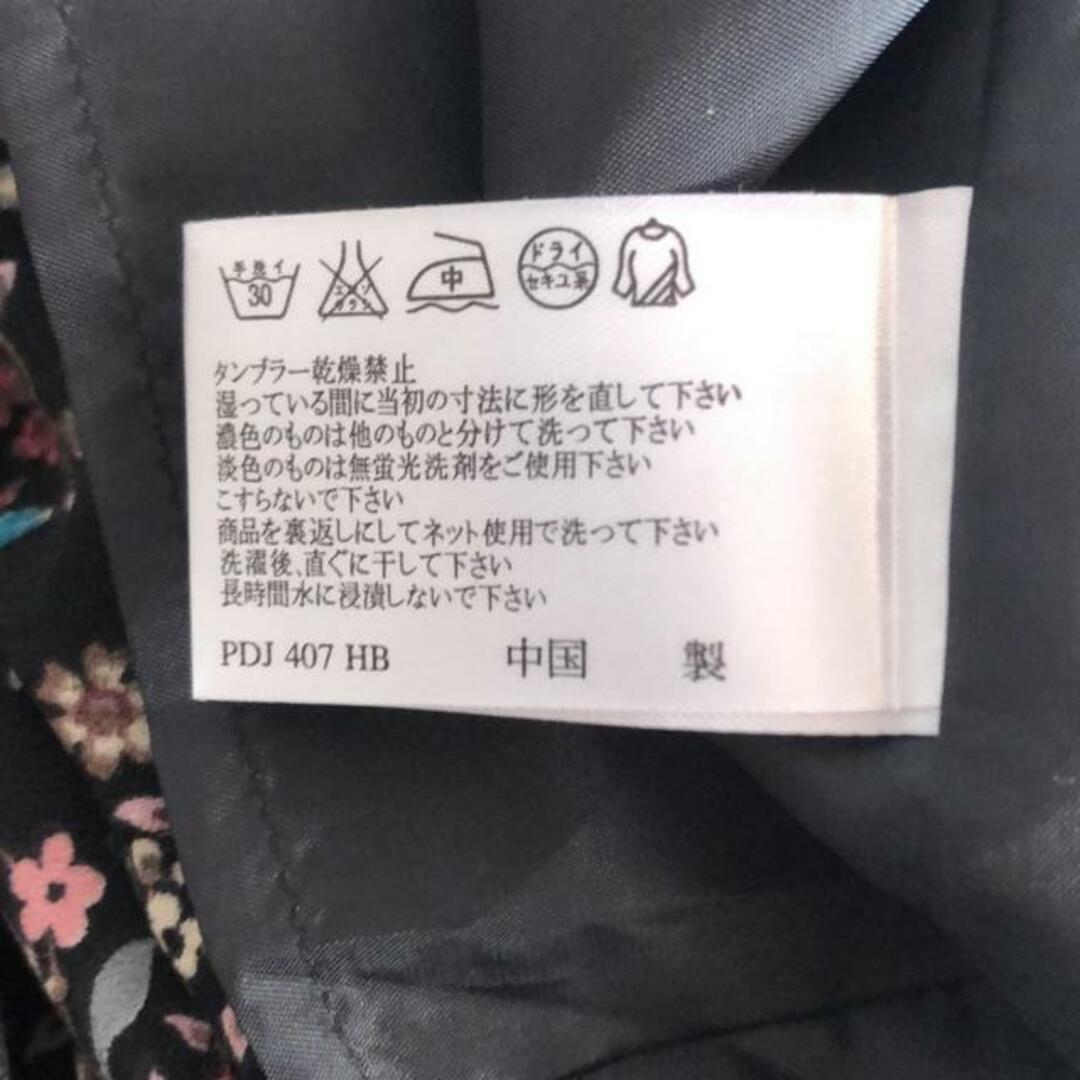 手洗イ 30
エンソ サラシ
中
ドライ
セキユ系
タンブラー乾燥禁止
湿っている間に当初の寸法に形を直して下さい
濃色のものは他のものと分けて洗って下さい
淡色のものは無蛍光洗剤をご使用下さい
こすらないで下さい
商品を裏返しにしてネット使用で洗って下さい
洗濯後、直ぐに干して下さい
長時間水に浸漬しないで下さい
PDJ 407 HB 中国 製